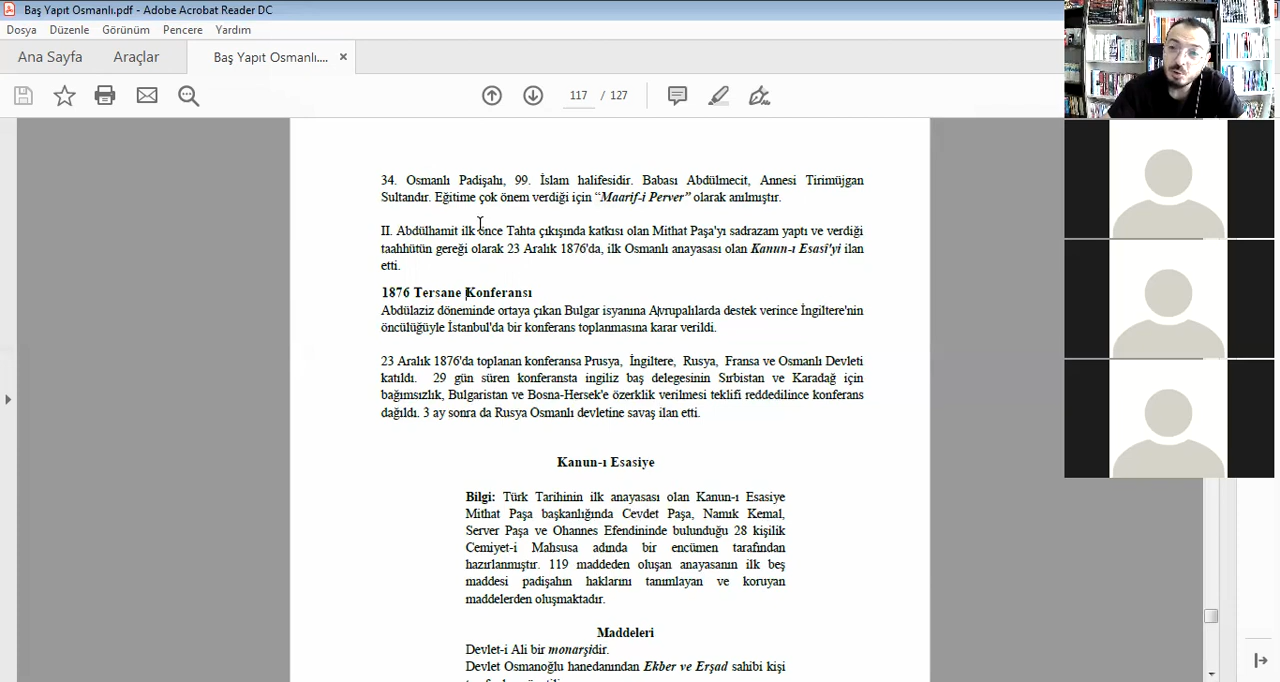 Baş Yapıt Osmanlı.pdf - Adobe Acrobat Reader DC
Dosya Düzenle Görünüm Pencere Yardım
Ana Sayfa Araçlar Baş Yapıt Osmanlı....
117 / 127
34. Osmanlı Padişahı, 99. İslam halifesidir. Babası Abdülmecit, Annesi Tirimüjgan
Sultandır. Eğitime çok önem verdiği için “Maarif-i Perver” olarak anılmıştır.
II. Abdülhamit ilk önce Tahta çıkışında katkısı olan Mithat Paşa'yı sadrazam yaptı ve verdiği
taahhütün gereği olarak 23 Aralık 1876'da, ilk Osmanlı anayasası olan Kanun-ı Esasi'yi ilan
etti.
1876 Tersane Konferansı
Abdülaziz döneminde ortaya çıkan Bulgar isyanına Avrupalılarda destek verince İngiltere'nin
öncülüğüyle İstanbul'da bir konferans toplanmasına karar verildi.
23 Aralık 1876'da toplanan konferansa Prusya, İngiltere, Rusya, Fransa ve Osmanlı Devleti
katıldı. 29 gün süren konferansta ingiliz baş delegesinin Sırbistan ve Karadağ için
bağımsızlık, Bulgaristan ve Bosna-Hersek'e özerklik verilmesi teklifi reddedilince konferans
dağıldı. 3 ay sonra da Rusya Osmanlı devletine savaş ilan etti.
Kanun-ı Esasiye
Bilgi: Türk Tarihinin ilk anayasası olan Kanun-ı Esasiye
Mithat Paşa başkanlığında Cevdet Paşa, Namık Kemal,
Server Paşa ve Ohannes Efendininde bulunduğu 28 kişilik
Cemiyet-i Mahsusa adında bir encümen tarafından
hazırlanmıştır. 119 maddeden oluşan anayasanın ilk beş
maddesi padişahın haklarını tanımlayan ve koruyan
maddelerden oluşmaktadır.
Maddeleri
Devlet-i Ali bir monarşidir.
Devlet Osmanoğlu hanedanından Ekber ve Erşad sahibi kişi